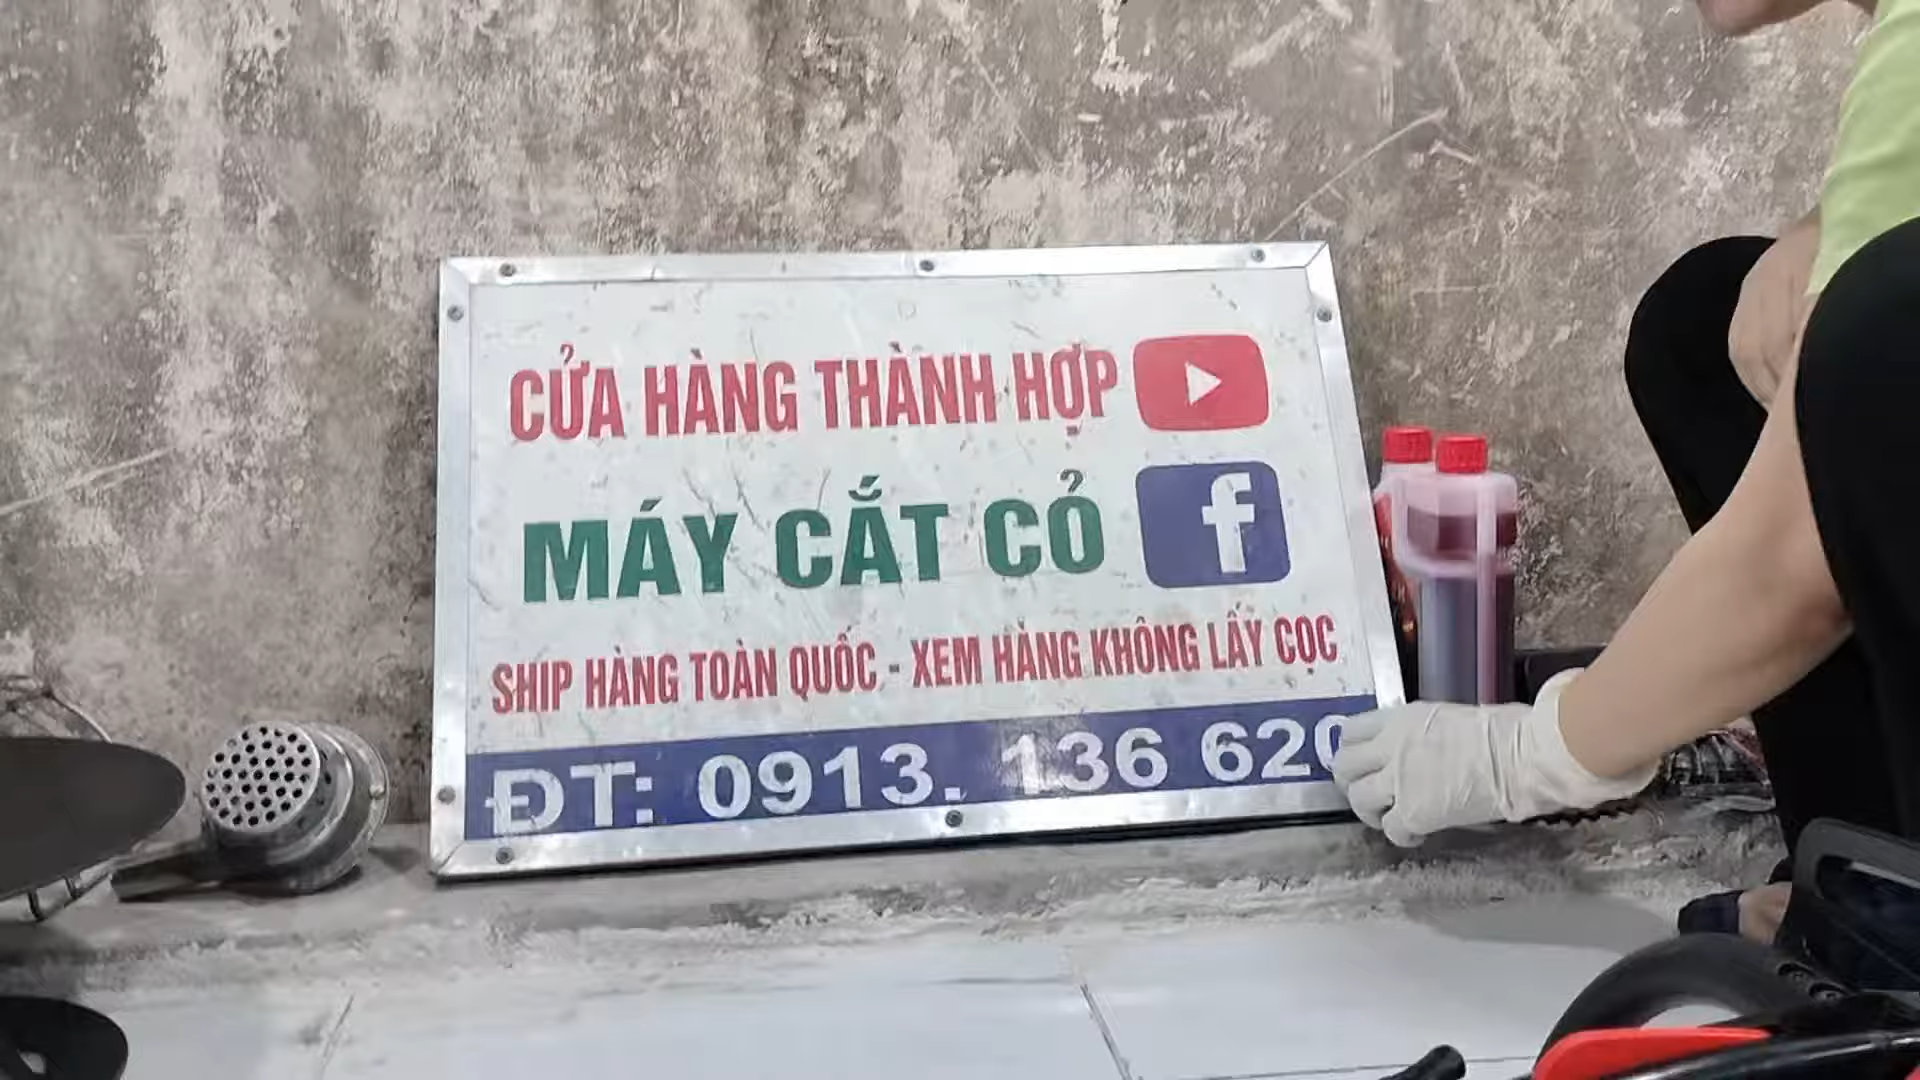 CỬA HÀNG THÀNH HỢP
MÁY CẮT CỎ
f
SHIP HÀNG TOÀN QUỐC - XEM HÀNG KHÔNG LẤY CỌC
ĐT: 0913. 136 620